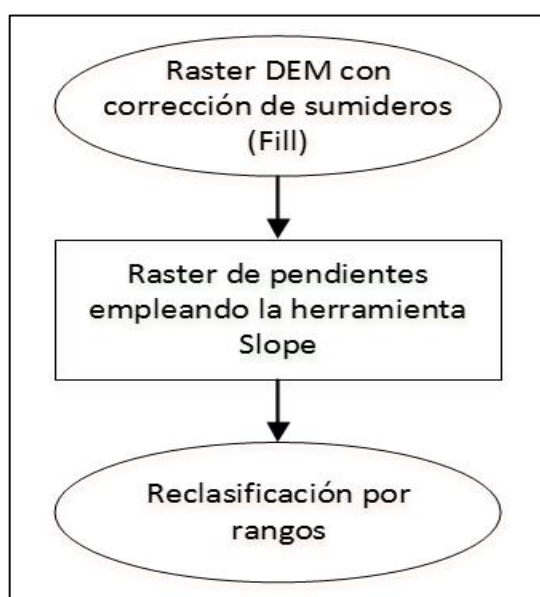 Raster DEM con
corrección de sumideros
(Fill)
Raster de pendientes
empleando la herramienta
Slope
Reclasificación por
rangos